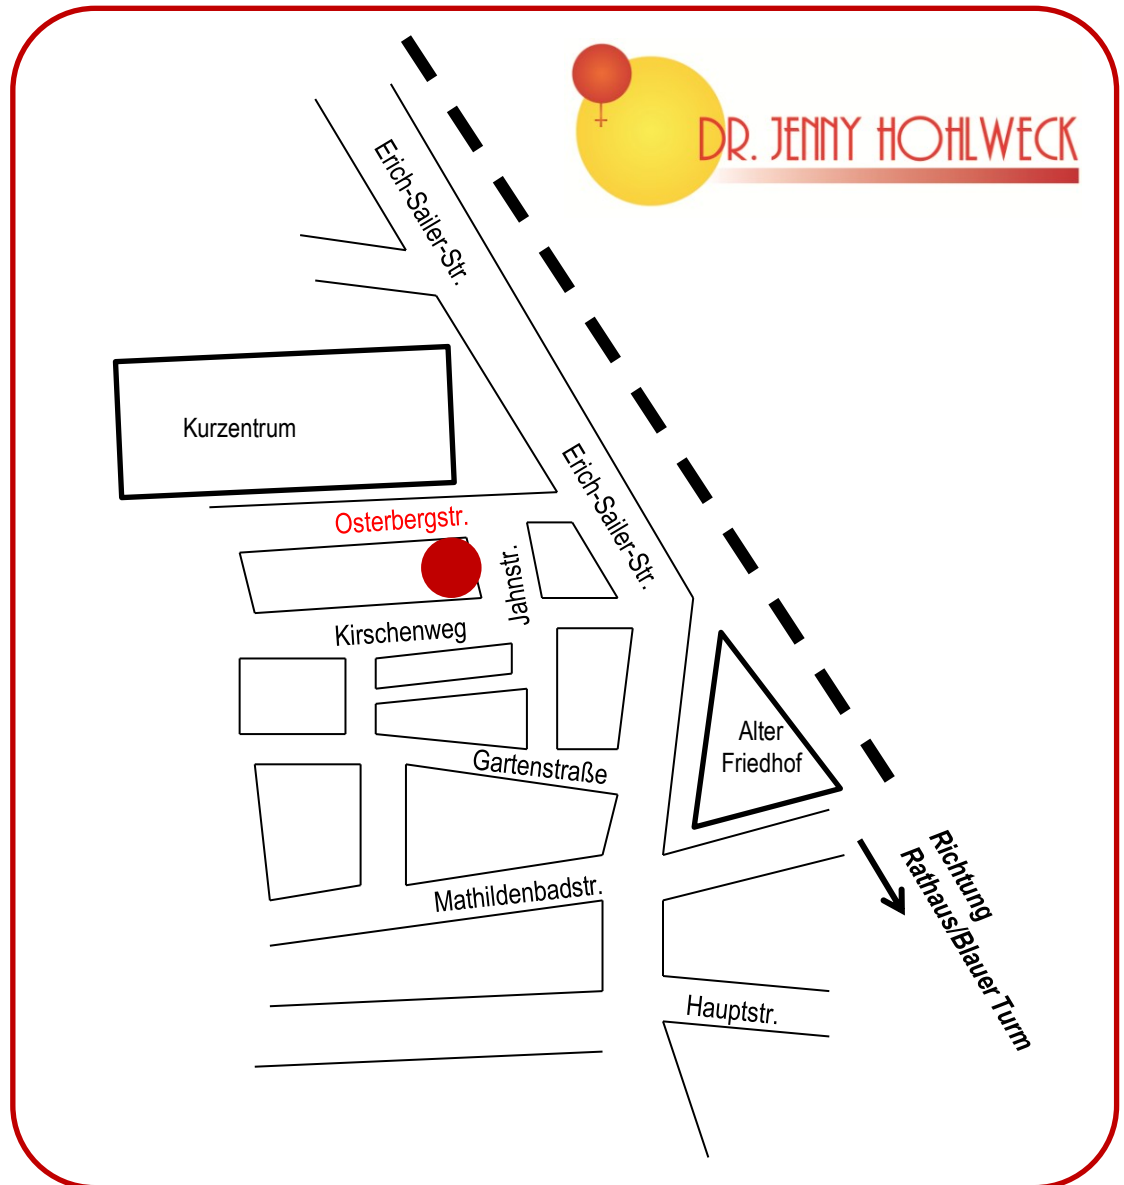 DR. JENNY HOHLWECK
Erich-Sailer-Str.
Kurzentrum
Erich-Sailer-Str.
Osterbergstr.
Jahnstr.
Kirschenweg
Alter
Friedhof
Gartenstraße
Mathildenbadstr.
Richtung
Rathaus/Blauer Turm
Hauptstr.